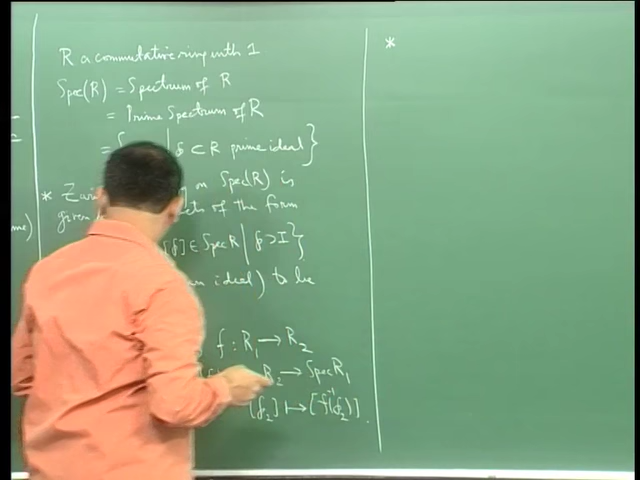 R a commutative ring with 1
Spec(R) = Spectrum of R
= Prime Spectrum of R
= | 𝔭 ⊂ R prime ideal}
* on Spec(R) is
given sets of the form
[𝔭] ∈ Spec R | 𝔭 ⊃ I}
an ideal) to be
f : R₁ → R₂
R₂ → Spec R₁
[𝔭₂] ↦ [f⁻¹(𝔭₂)].
*